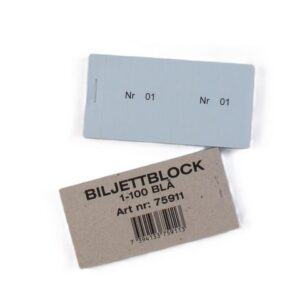 Nr 01 Nr 01
BILJETTBLOCK
1-100 BLÅ
Art nr: 75911